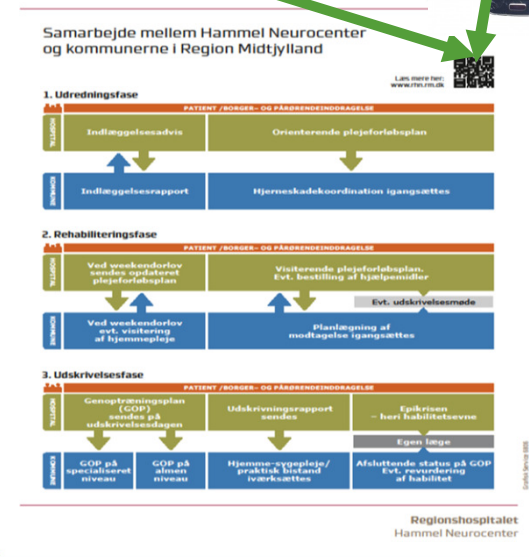 Samarbejde mellem Hammel Neurocenter
og kommunerne i Region Midtjylland
Læs mere her:
www.rhn.rm.dk
1. Udredningsfase
PATIENT /BORGER- OG PÅRØRENDEINDDRAGELSE
HOSPITAL
Indlæggelsesadvis
Orienterende plejeforløbsplan
KOMMUNE
Indlæggelsesrapport
Hjerneskadekoordination igangsættes
2. Rehabiliteringsfase
PATIENT /BORGER- OG PÅRØRENDEINDDRAGELSE
HOSPITAL
Ved weekendorlov
sendes opdateret
plejeforløbsplan
Visiterende plejeforløbsplan.
Evt. bestilling af hjælpemidler
Evt. udskrivelsesmøde
KOMMUNE
Ved weekendorlov
evt. visitering
af hjemmepleje
Planlægning af
modtagelse igangsættes
3. Udskrivelsesfase
PATIENT /BORGER- OG PÅRØRENDEINDDRAGELSE
HOSPITAL
Genoptræningsplan
(GOP)
sendes på
udskrivelsesdagen
Udskrivningsrapport
sendes
Epikrisen
– heri habilitetsevne
Egen læge
KOMMUNE
GOP på
specialiseret
niveau
GOP på
almen
niveau
Hjemme-sygepleje/
praktisk bistand
iværksættes
Afsluttende status på GOP
Evt. revurdering
af habilitet
Grafisk Service
Regionshospitalet
Hammel Neurocenter